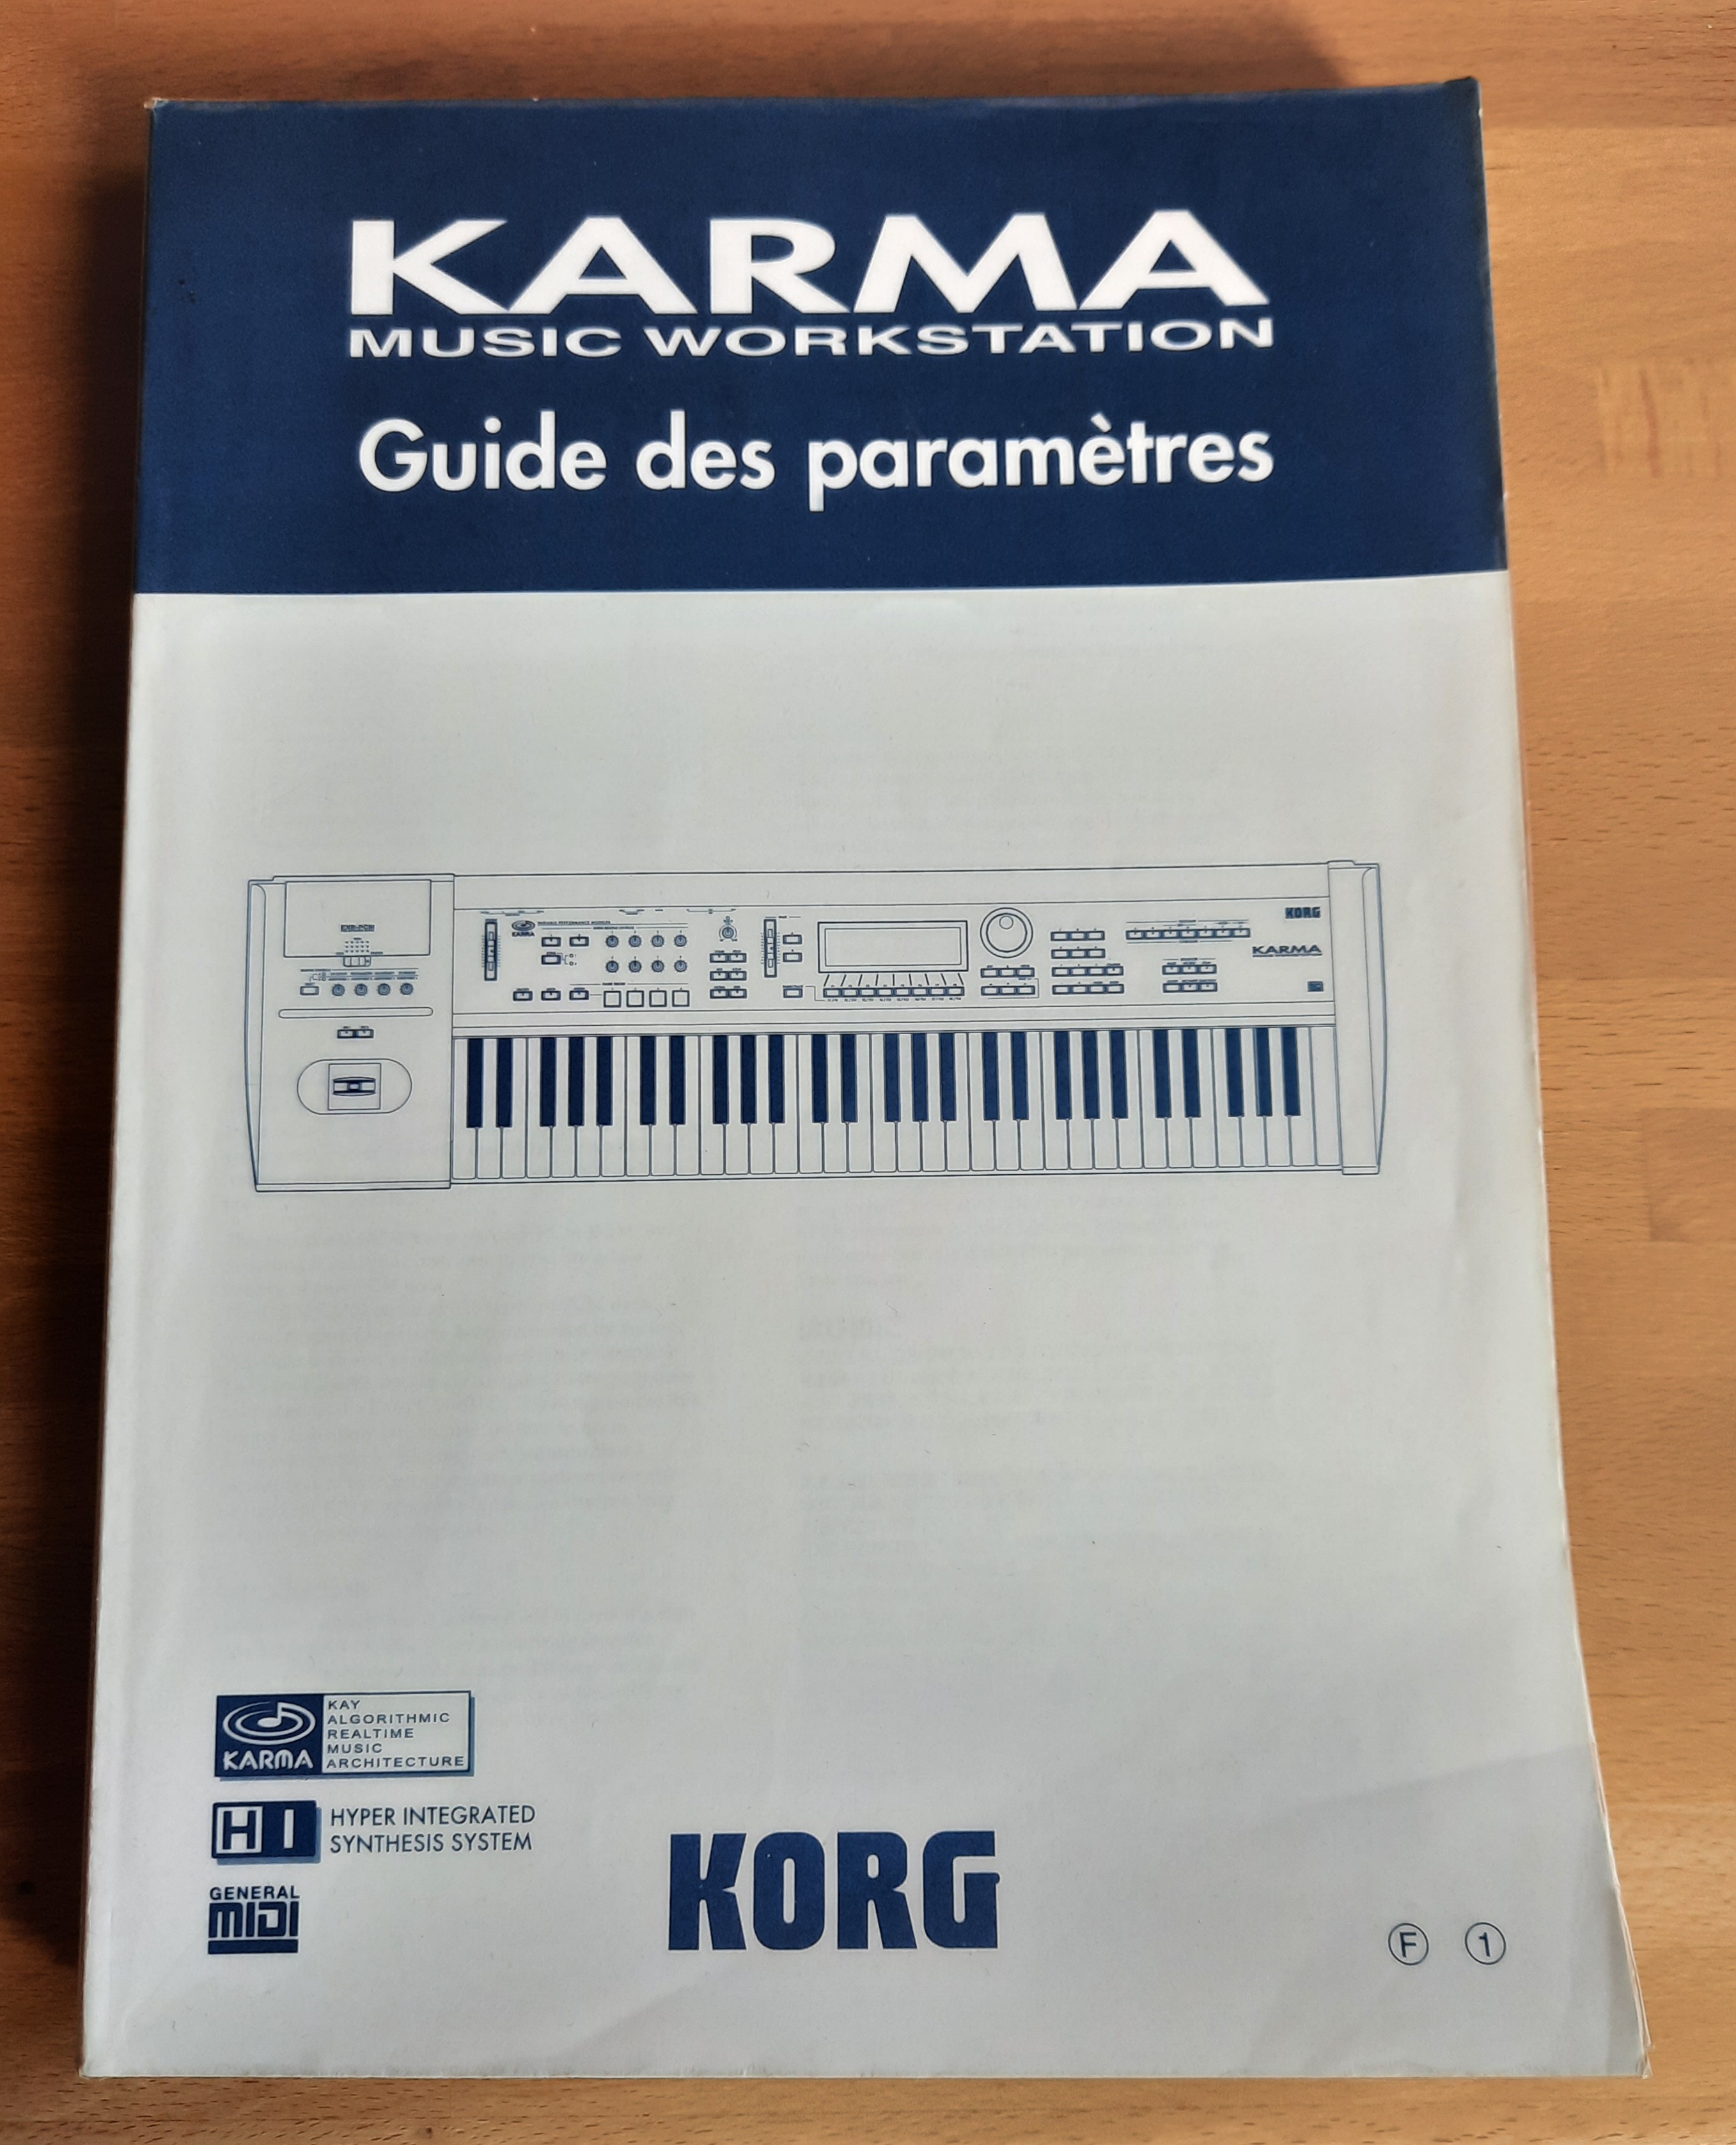 KARMA
MUSIC WORKSTATION
Guide des paramètres
KORG
KARMA
KARMA
KARMA
KAY
ALGORITHMIC
REALTIME
MUSIC
ARCHITECTURE
HI
HYPER INTEGRATED
SYNTHESIS SYSTEM
GENERAL
MIDI
KORG
F 1